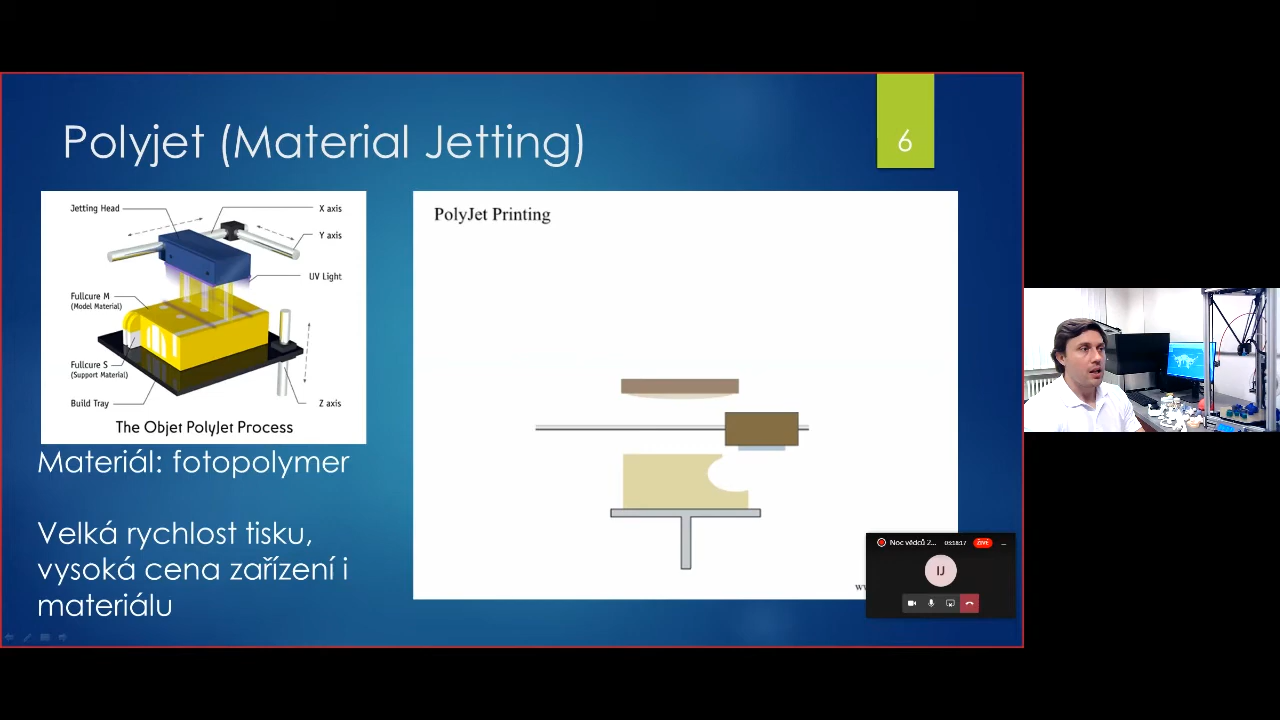 Polyjet (Material Jetting)
6
Jetting Head
X axis
Y axis
UV Light
Fullcure M
(Model Material)
Fullcure S
(Support Material)
Build Tray
Z axis
The Objet PolyJet Process
Materiál: fotopolymer
Velká rychlost tisku,
vysoká cena zařízení i
materiálu
PolyJet Printing
Noc vědců 2...
LIVE
IJ